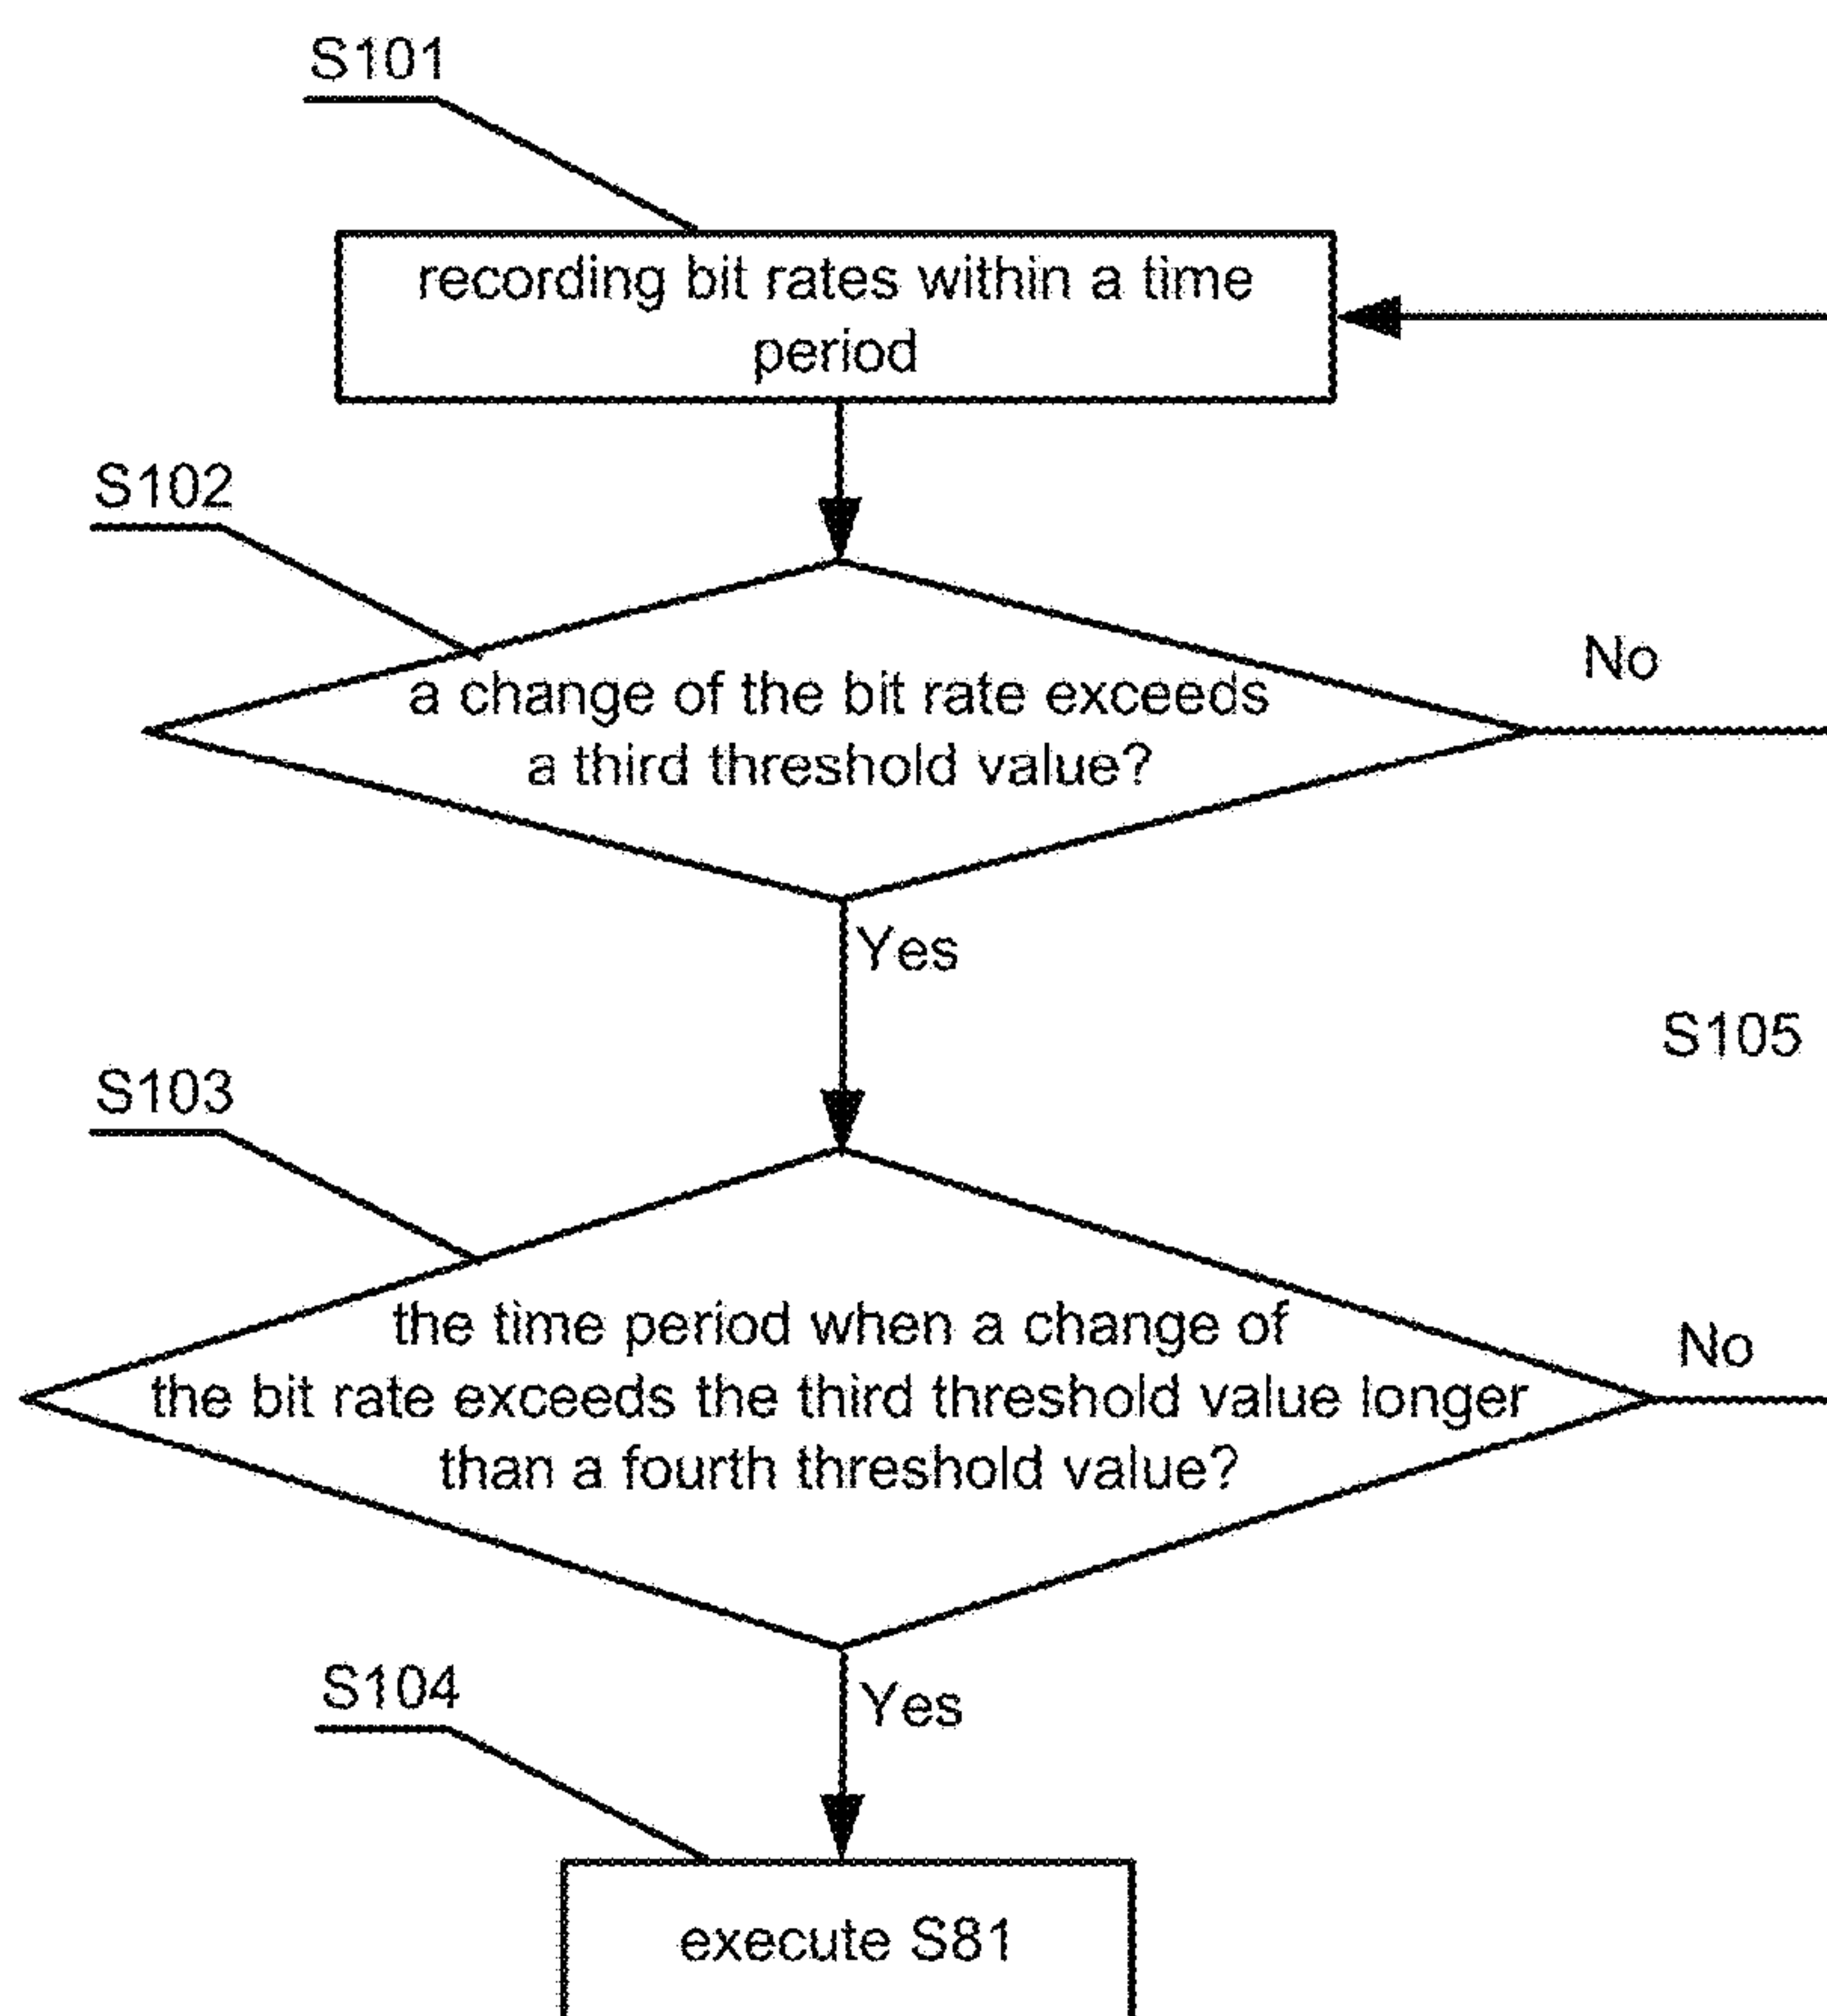 S101
recording bit rates within a time
period
S102
a change of the bit rate exceeds
a third threshold value?
No
Yes
S105
S103
the time period when a change of
the bit rate exceeds the third threshold value longer
than a fourth threshold value?
No
S104
Yes
execute S81